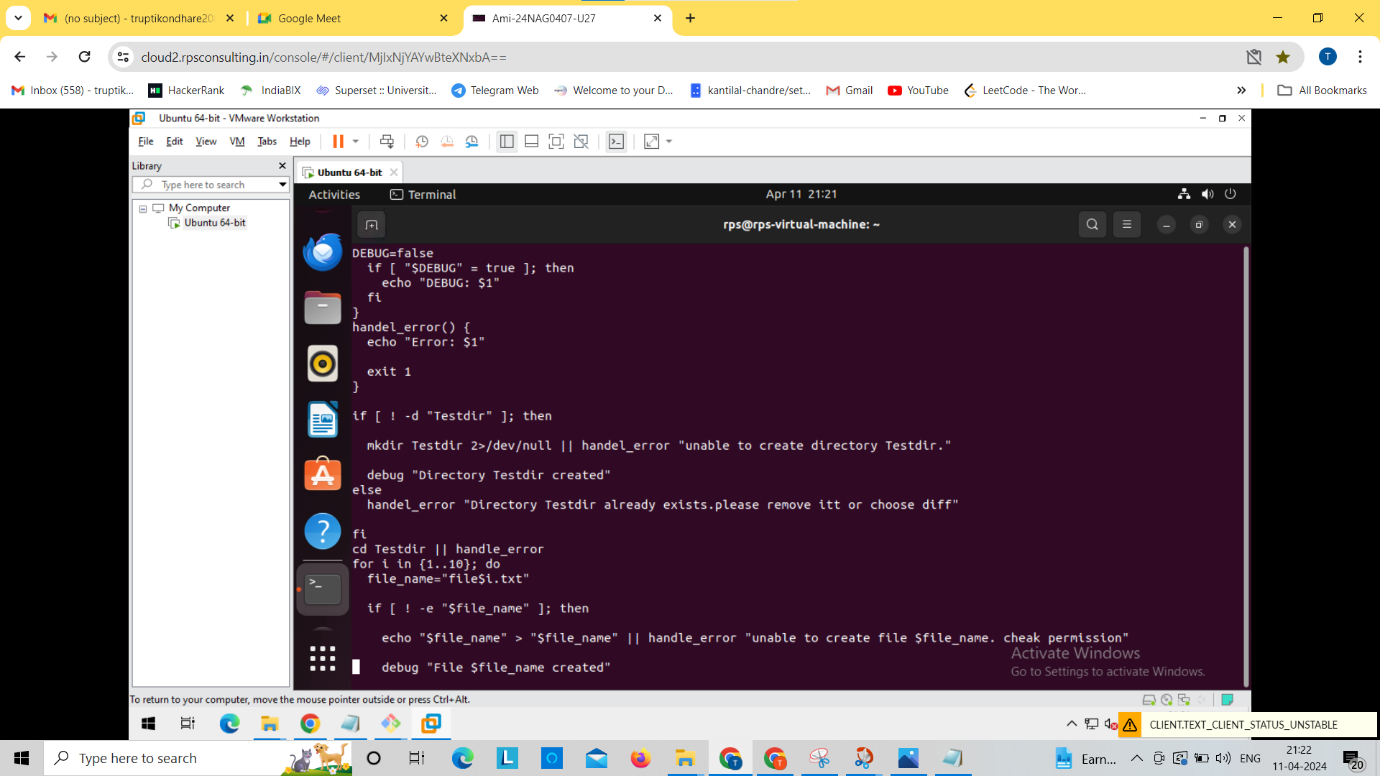 (no subject) - truptikondhare20
Google Meet
Ami-24NAG0407-U27
cloud2.rpsconsulting.in/console/#/client/MjIxNjYAYwBteXNxbA==
T
Inbox (558) - truptik...
HackerRank
IndiaBIX
Superset :: Universit...
Telegram Web
Welcome to your D...
kantilal-chandre/set...
Gmail
YouTube
LeetCode - The Wor...
»
All Bookmarks
Ubuntu 64-bit - VMware Workstation
File Edit View VM Tabs Help
Library
Type here to search
My Computer
Ubuntu 64-bit
Ubuntu 64-bit
Activities
Terminal
Apr 11 21:21
rps@rps-virtual-machine: ~
DEBUG=false
if [ "$DEBUG" = true ]; then
echo "DEBUG: $1"
fi
}
handel_error() {
echo "Error: $1"
exit 1
}
if [ ! -d "Testdir" ]; then
mkdir Testdir 2>/dev/null || handel_error "unable to create directory Testdir."
debug "Directory Testdir created"
else
handel_error "Directory Testdir already exists.please remove itt or choose diff"
fi
cd Testdir || handle_error
for i in {1..10}; do
file_name="file$i.txt"
if [ ! -e "$file_name" ]; then
echo "$file_name" > "$file_name" || handle_error "unable to create file $file_name. cheak permission"
debug "File $file_name created"
Activate Windows
Go to Settings to activate Windows.
To return to your computer, move the mouse pointer outside or press Ctrl+Alt.
CLIENT.TEXT_CLIENT_STATUS_UNSTABLE
Type here to search
Earn...
ENG
21:22
11-04-2024
20